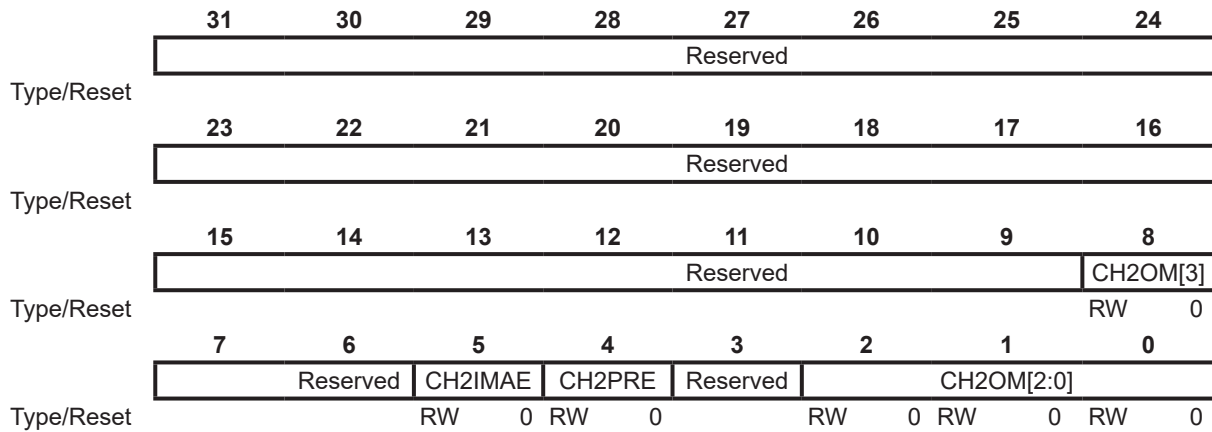 31 30 29 28 27 26 25 24
Reserved
Type/Reset
23 22 21 20 19 18 17 16
Reserved
Type/Reset
15 14 13 12 11 10 9 8
Reserved CH2OM[3]
Type/Reset RW 0
7 6 5 4 3 2 1 0
Reserved CH2IMAE CH2PRE Reserved CH2OM[2:0]
Type/Reset RW 0 RW 0 RW 0 RW 0 RW 0